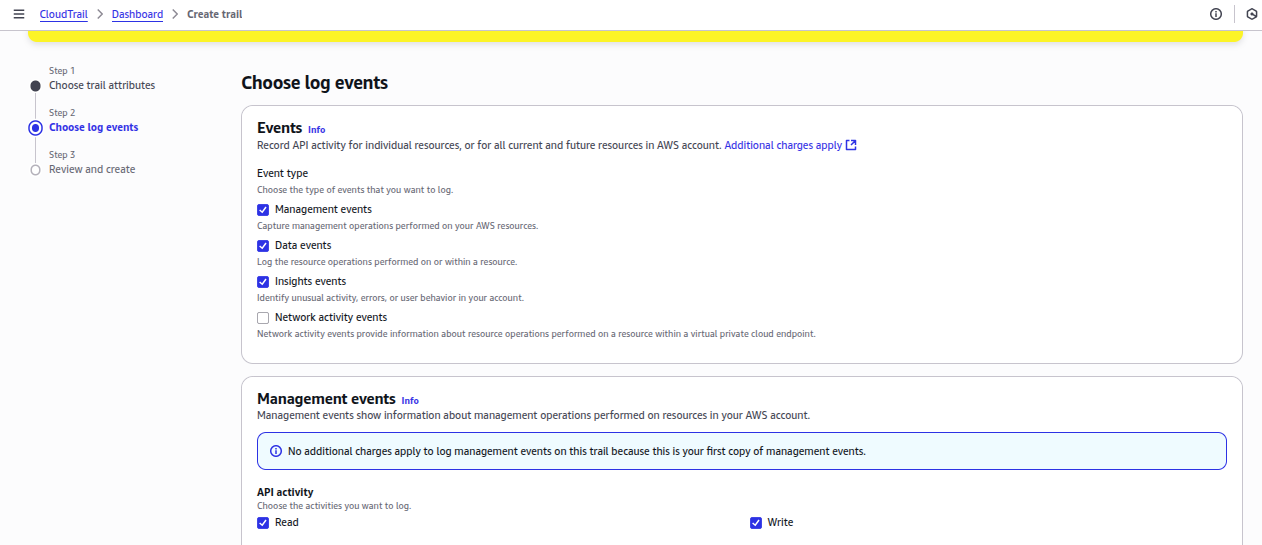 CloudTrail > Dashboard > Create trail
Step 1
Choose trail attributes
Step 2
Choose log events
Step 3
Review and create
Choose log events
Events Info
Record API activity for individual resources, or for all current and future resources in AWS account. Additional charges apply
Event type
Choose the type of events that you want to log.
Management events
Capture management operations performed on your AWS resources.
Data events
Log the resource operations performed on or within a resource.
Insights events
Identify unusual activity, errors, or user behavior in your account.
Network activity events
Network activity events provide information about resource operations performed on a resource within a virtual private cloud endpoint.
Management events Info
Management events show information about management operations performed on resources in your AWS account.
No additional charges apply to log management events on this trail because this is your first copy of management events.
API activity
Choose the activities you want to log.
Read Write